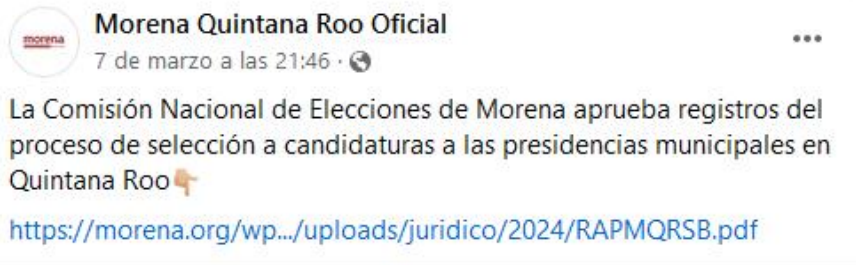 morena
Morena Quintana Roo Oficial
7 de marzo a las 21:46 ·
La Comisión Nacional de Elecciones de Morena aprueba registros del
proceso de selección a candidaturas a las presidencias municipales en
Quintana Roo👇🏼
https://morena.org/wp.../uploads/juridico/2024/RAPMQRSB.pdf